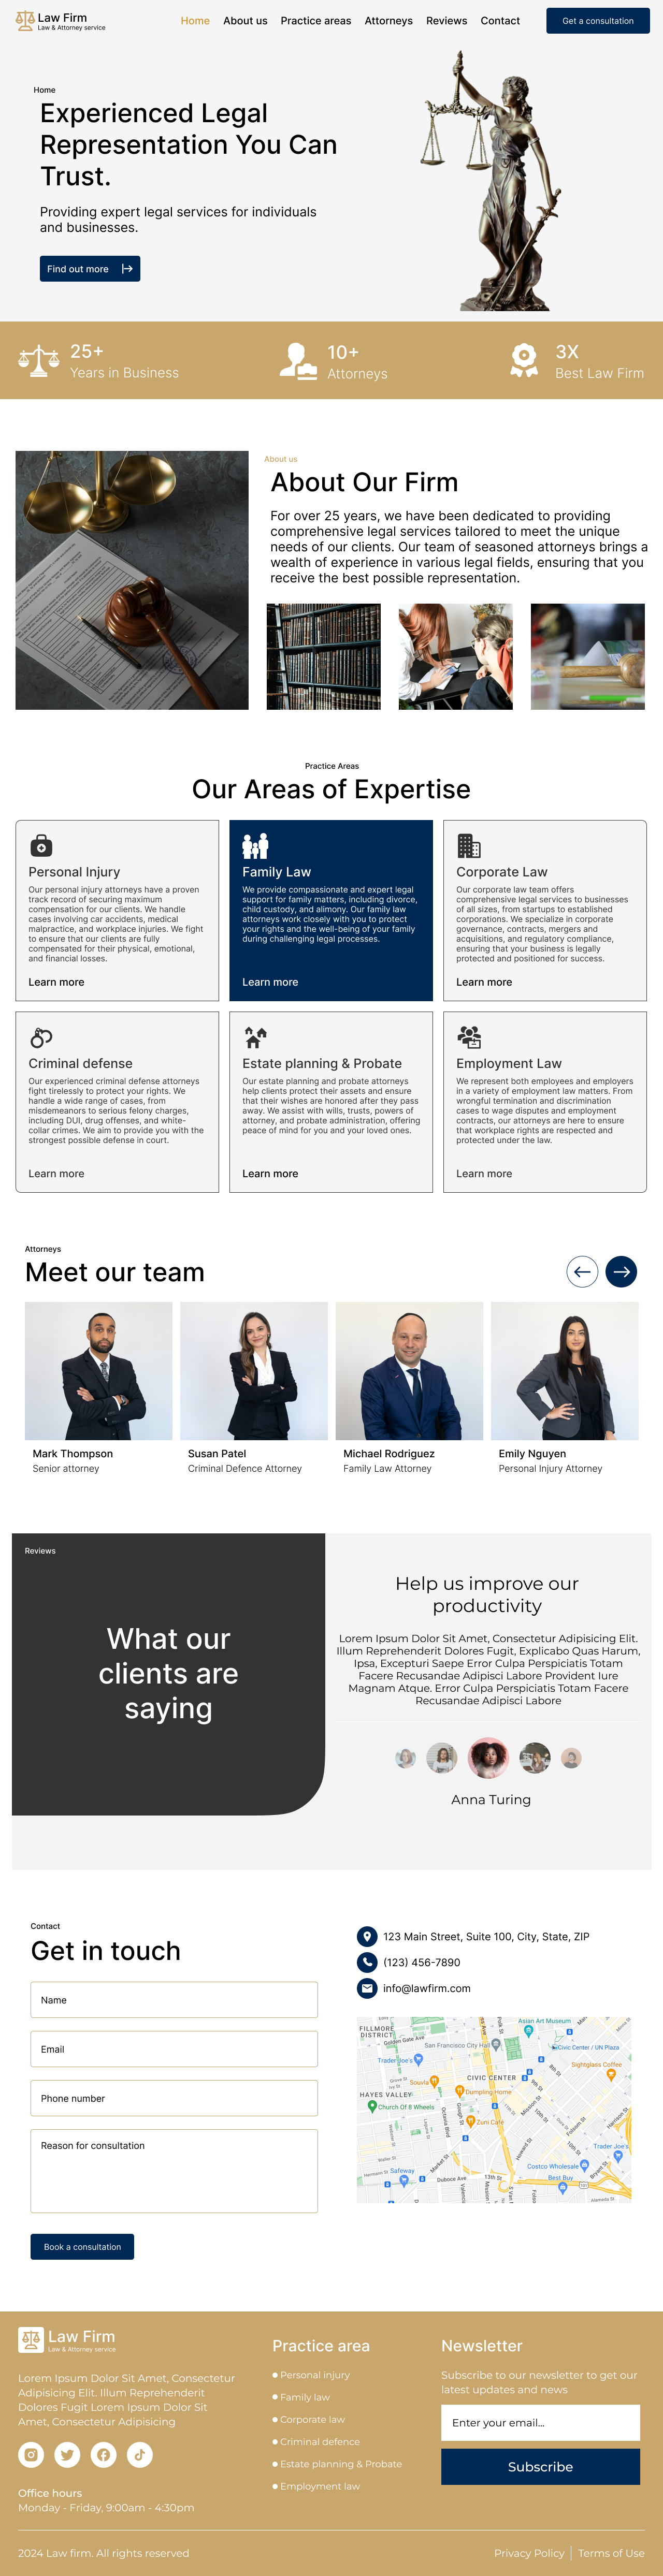 Law Firm
Law & Attorney service
Home
About us
Practice areas
Attorneys
Reviews
Contact
Get a consultation
Home
Experienced Legal
Representation You Can
Trust.
Providing expert legal services for individuals
and businesses.
Find out more
25+
Years in Business
10+
Attorneys
3X
Best Law Firm
About us
About Our Firm
For over 25 years, we have been dedicated to providing
comprehensive legal services tailored to meet the unique
needs of our clients. Our team of seasoned attorneys brings a
wealth of experience in various legal fields, ensuring that you
receive the best possible representation.
Practice Areas
Our Areas of Expertise
Personal Injury
Our personal injury attorneys have a proven
track record of securing maximum
compensation for our clients. We handle
cases involving car accidents, medical
malpractice, and workplace injuries. We fight
to ensure that our clients are fully
compensated for their physical, emotional,
and financial losses.
Learn more
Family Law
We provide compassionate and expert legal
support for family matters, including divorce,
child custody, and alimony. Our family law
attorneys work closely with you to protect
your rights and the well-being of your family
during challenging legal processes.
Learn more
Corporate Law
Our corporate law team offers
comprehensive legal services to businesses
of all sizes, from startups to established
corporations. We specialize in corporate
governance, contracts, mergers and
acquisitions, and regulatory compliance,
ensuring that your business is legally
protected and positioned for success.
Learn more
Criminal defense
Our experienced criminal defense attorneys
fight tirelessly to protect your rights. We
handle a wide range of cases, from
misdemeanors to serious felony charges,
including DUI, drug offenses, and white-
collar crimes. We aim to provide you with the
strongest possible defense in court.
Learn more
Estate planning & Probate
Our estate planning and probate attorneys
help clients protect their assets and ensure
that their wishes are honored after they pass
away. We assist with wills, trusts, powers of
attorney, and probate administration, offering
peace of mind for you and your loved ones.
Learn more
Employment Law
We represent both employees and employers
in a variety of employment law matters. From
wrongful termination and discrimination
cases to wage disputes and employment
contracts, our attorneys are here to ensure
that workplace rights are respected and
protected under the law.
Learn more
Attorneys
Meet our team
Mark Thompson
Senior attorney
Susan Patel
Criminal Defence Attorney
Michael Rodriguez
Family Law Attorney
Emily Nguyen
Personal Injury Attorney
Reviews
What our
clients are
saying
Help us improve our
productivity
Lorem Ipsum Dolor Sit Amet, Consectetur Adipisicing Elit.
Illum Reprehenderit Dolores Fugit, Explicabo Quas Harum,
Ipsa, Excepturi Saepe Error Culpa Perspiciatis Totam
Facere Recusandae Adipisci Labore Provident Iure
Magnam Atque. Error Culpa Perspiciatis Totam Facere
Recusandae Adipisci Labore
Anna Turing
Contact
Get in touch
Name
Email
Phone number
Reason for consultation
Book a consultation
123 Main Street, Suite 100, City, State, ZIP
(123) 456-7890
info@lawfirm.com
Asian Art Museum
FILLMORE
DISTRICT
Golden Gate Ave
San Francisco City Hall
Civic Center / UN Plaza
Trader Joe's
Sightglass Coffee
Souvla
CIVIC CENTER
Dumpling Home
HAYES VALLEY
Church Of 8 Wheels
Zuni Cafe
Trader Joe's
Costco Wholesale
Safeway
Duboce Ave
13th St
Best Buy
Alameda St
Law Firm
Law & Attorney service
Lorem Ipsum Dolor Sit Amet, Consectetur
Adipisicing Elit. Illum Reprehenderit
Dolores Fugit Lorem Ipsum Dolor Sit
Amet, Consectetur Adipisicing
Office hours
Monday - Friday, 9:00am - 4:30pm
Practice area
Personal injury
Family law
Corporate law
Criminal defence
Estate planning & Probate
Employment law
Newsletter
Subscribe to our newsletter to get our
latest updates and news
Enter your email...
Subscribe
2024 Law firm. All rights reserved
Privacy Policy
Terms of Use